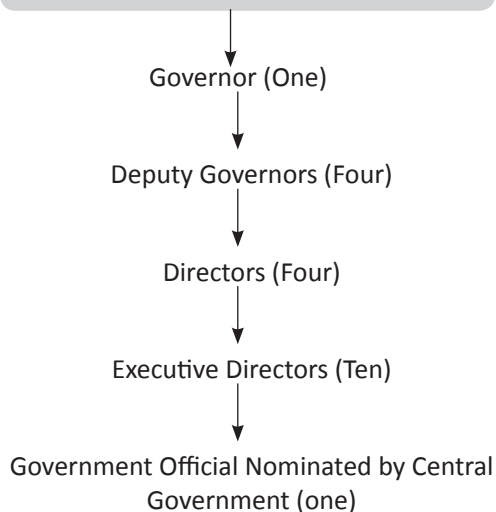 Governor (One)
Deputy Governors (Four)
Directors (Four)
Executive Directors (Ten)
Government Official Nominated by Central
Government (one)